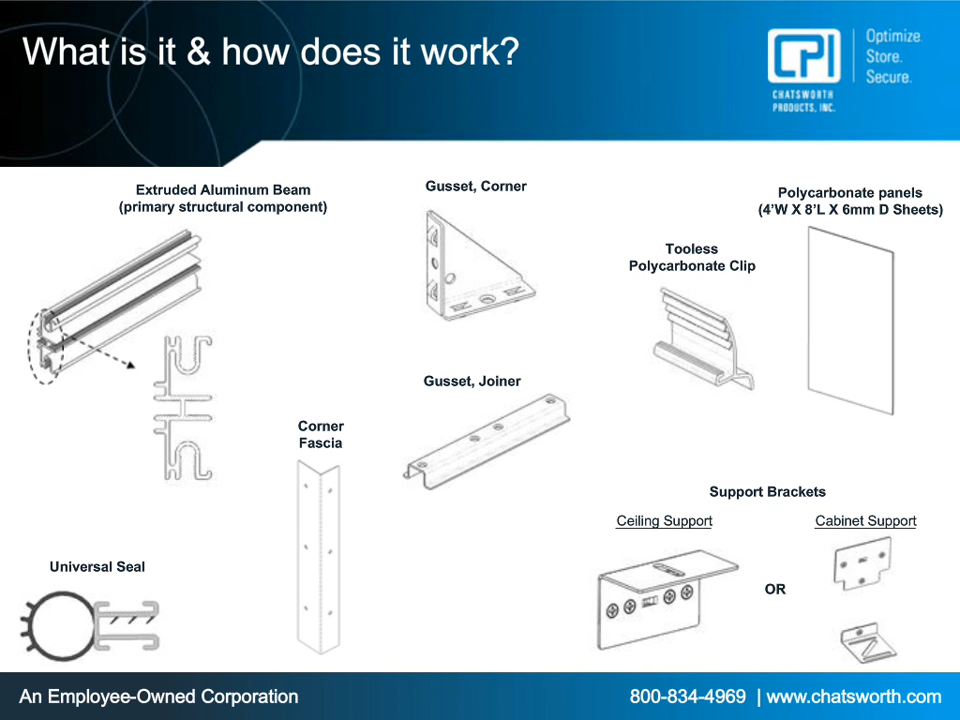 What is it & how does it work?
CPI
CHATSWORTH
PRODUCTS, INC.
Optimize.
Store.
Secure.
Extruded Aluminum Beam
(primary structural component)
Gusset, Corner
Polycarbonate panels
(4'W X 8'L X 6mm D Sheets)
Tooless
Polycarbonate Clip
Gusset, Joiner
Corner
Fascia
Support Brackets
Ceiling Support
Cabinet Support
Universal Seal
OR
An Employee-Owned Corporation
800-834-4969 | www.chatsworth.com